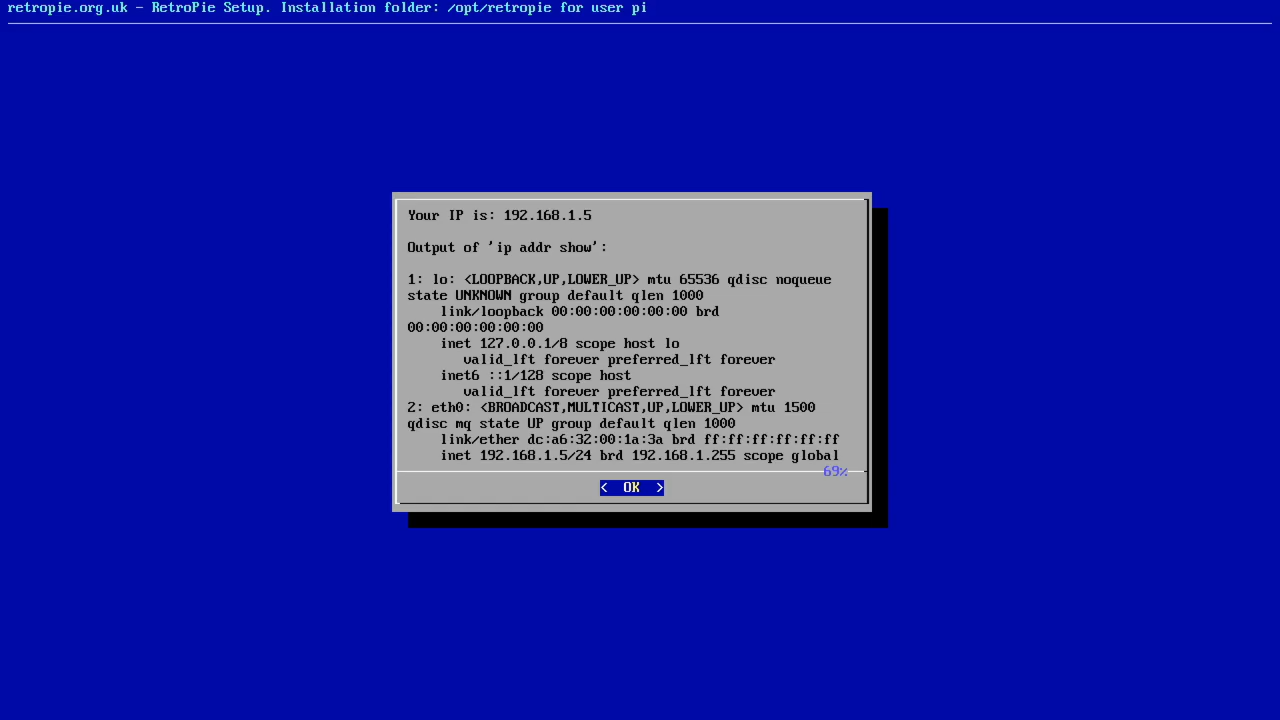 retropie.org.uk - RetroPie Setup. Installation folder: /opt/retropie for user pi
Your IP is: 192.168.1.5
Output of 'ip addr show':
1: lo: <LOOPBACK,UP,LOWER_UP> mtu 65536 qdisc noqueue
state UNKNOWN group default qlen 1000
link/loopback 00:00:00:00:00:00 brd
00:00:00:00:00:00
inet 127.0.0.1/8 scope host lo
valid_lft forever preferred_lft forever
inet6 ::1/128 scope host
valid_lft forever preferred_lft forever
2: eth0: <BROADCAST,MULTICAST,UP,LOWER_UP> mtu 1500
qdisc mq state UP group default qlen 1000
link/ether dc:a6:32:00:1a:3a brd ff:ff:ff:ff:ff:ff
inet 192.168.1.5/24 brd 192.168.1.255 scope global
69%
< OK >